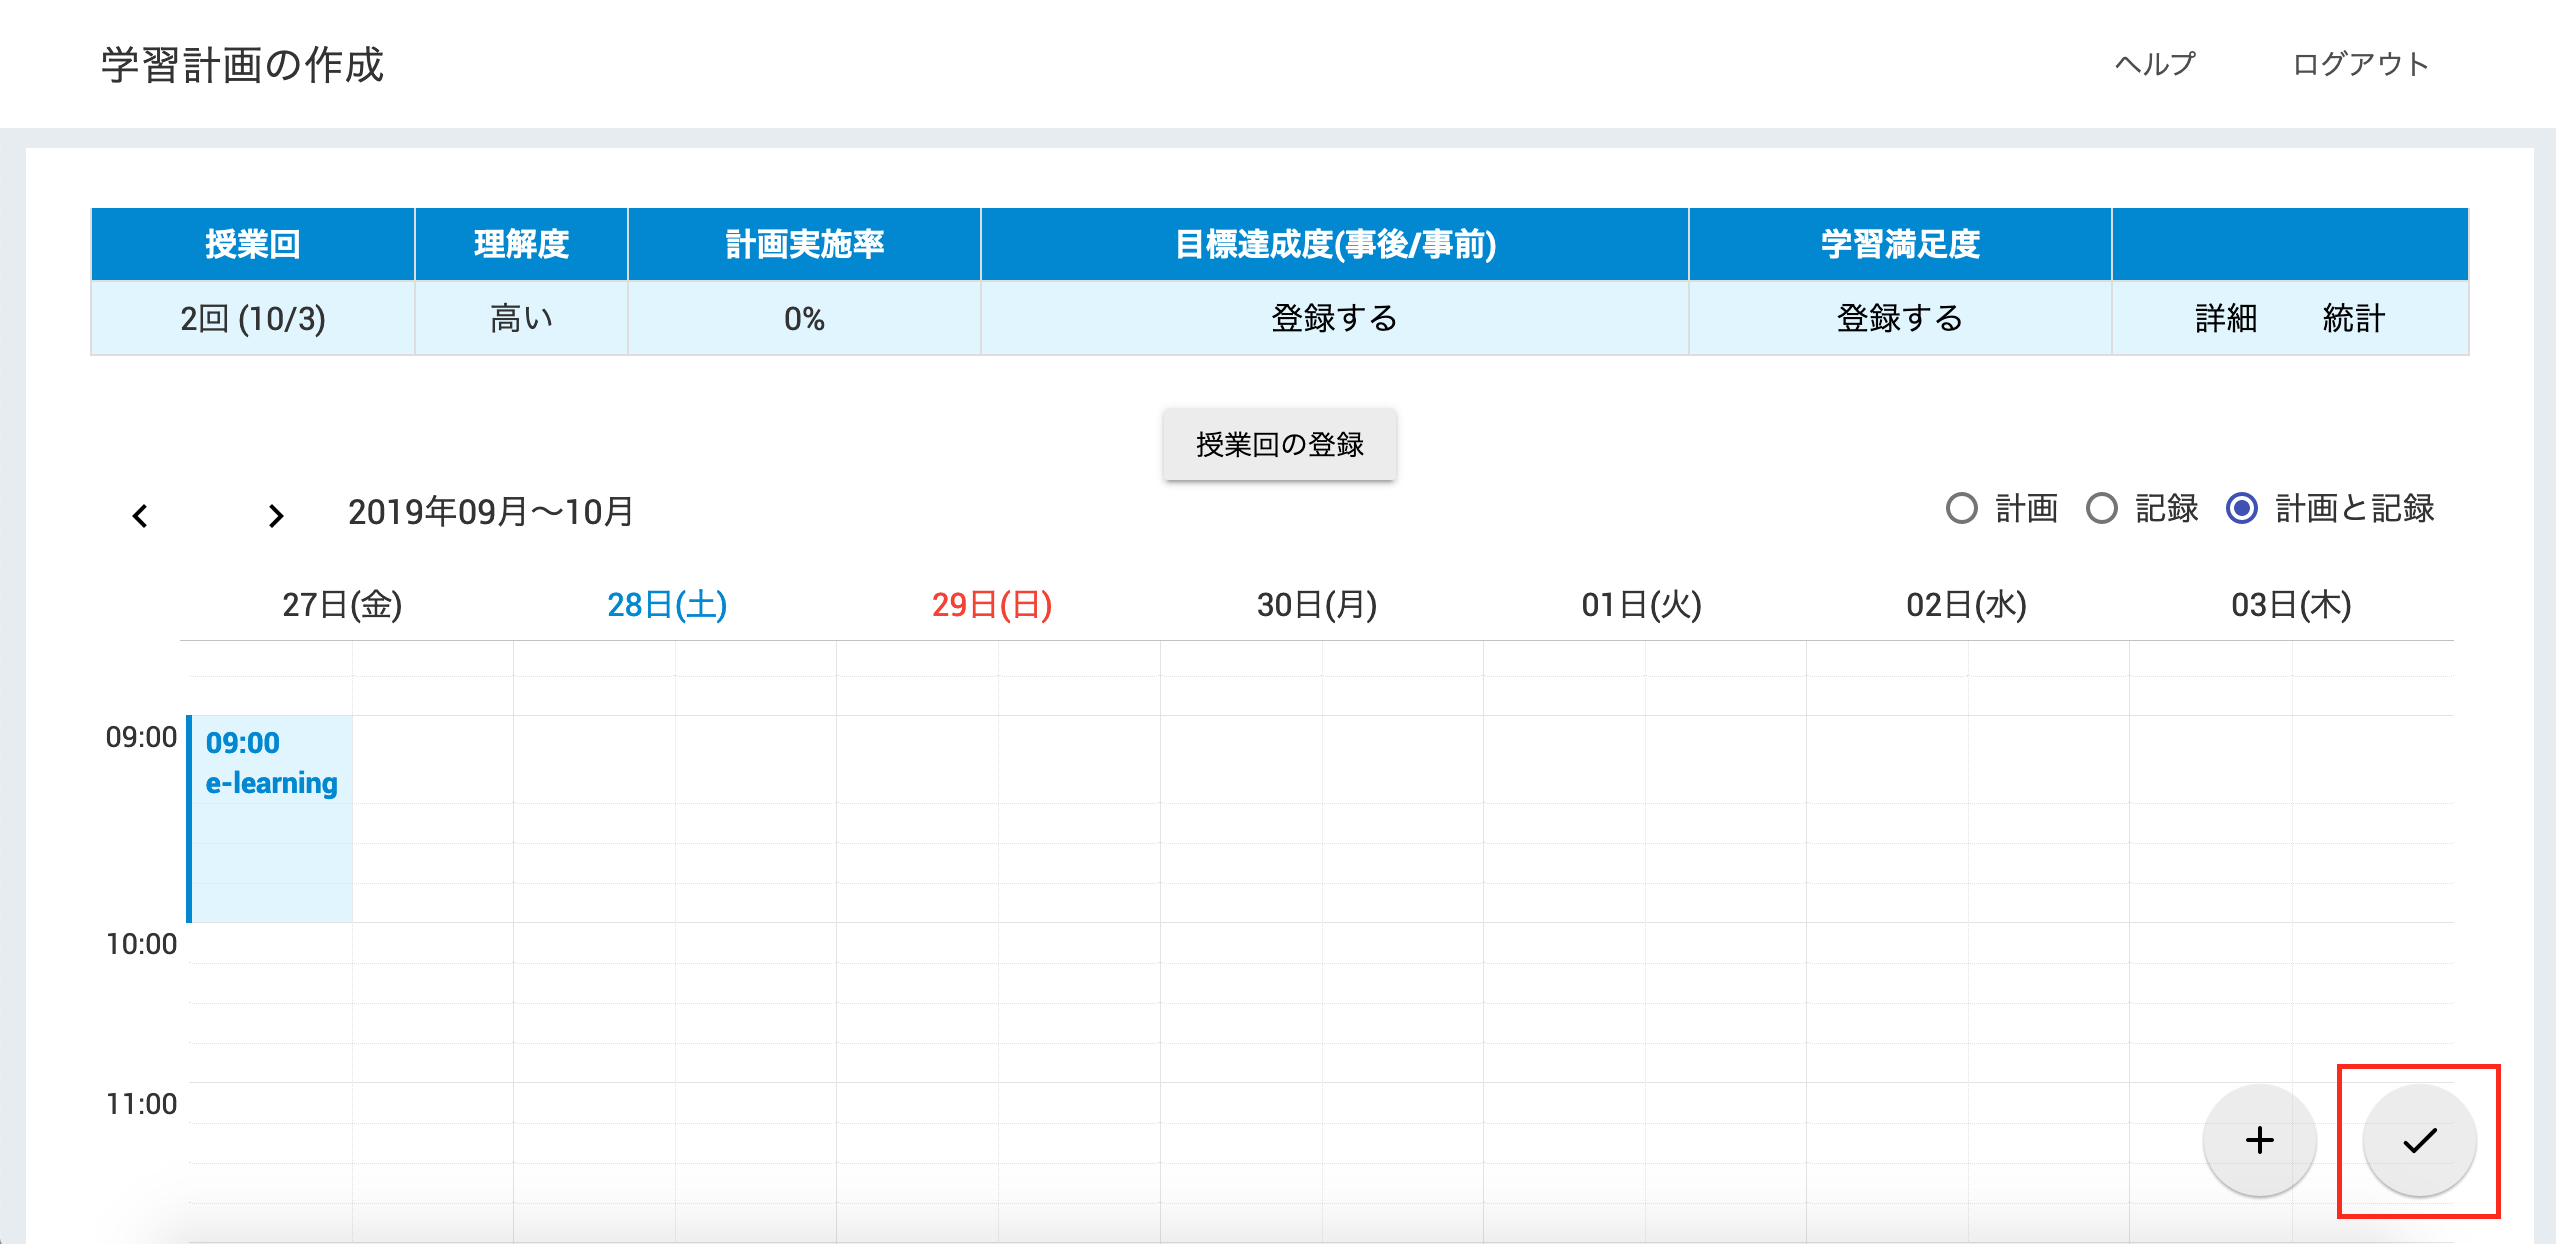 学習計画の作成 ヘルプ ログアウト
授業回 理解度 計画実施率 目標達成度(事後/事前) 学習満足度
2回 (10/3) 高い 0% 登録する 登録する 詳細 統計
授業回の登録
2019年09月〜10月 計画 記録 計画と記録
27日(金) 28日(土) 29日(日) 30日(月) 01日(火) 02日(水) 03日(木)
09:00 09:00
e-learning
10:00
11:00